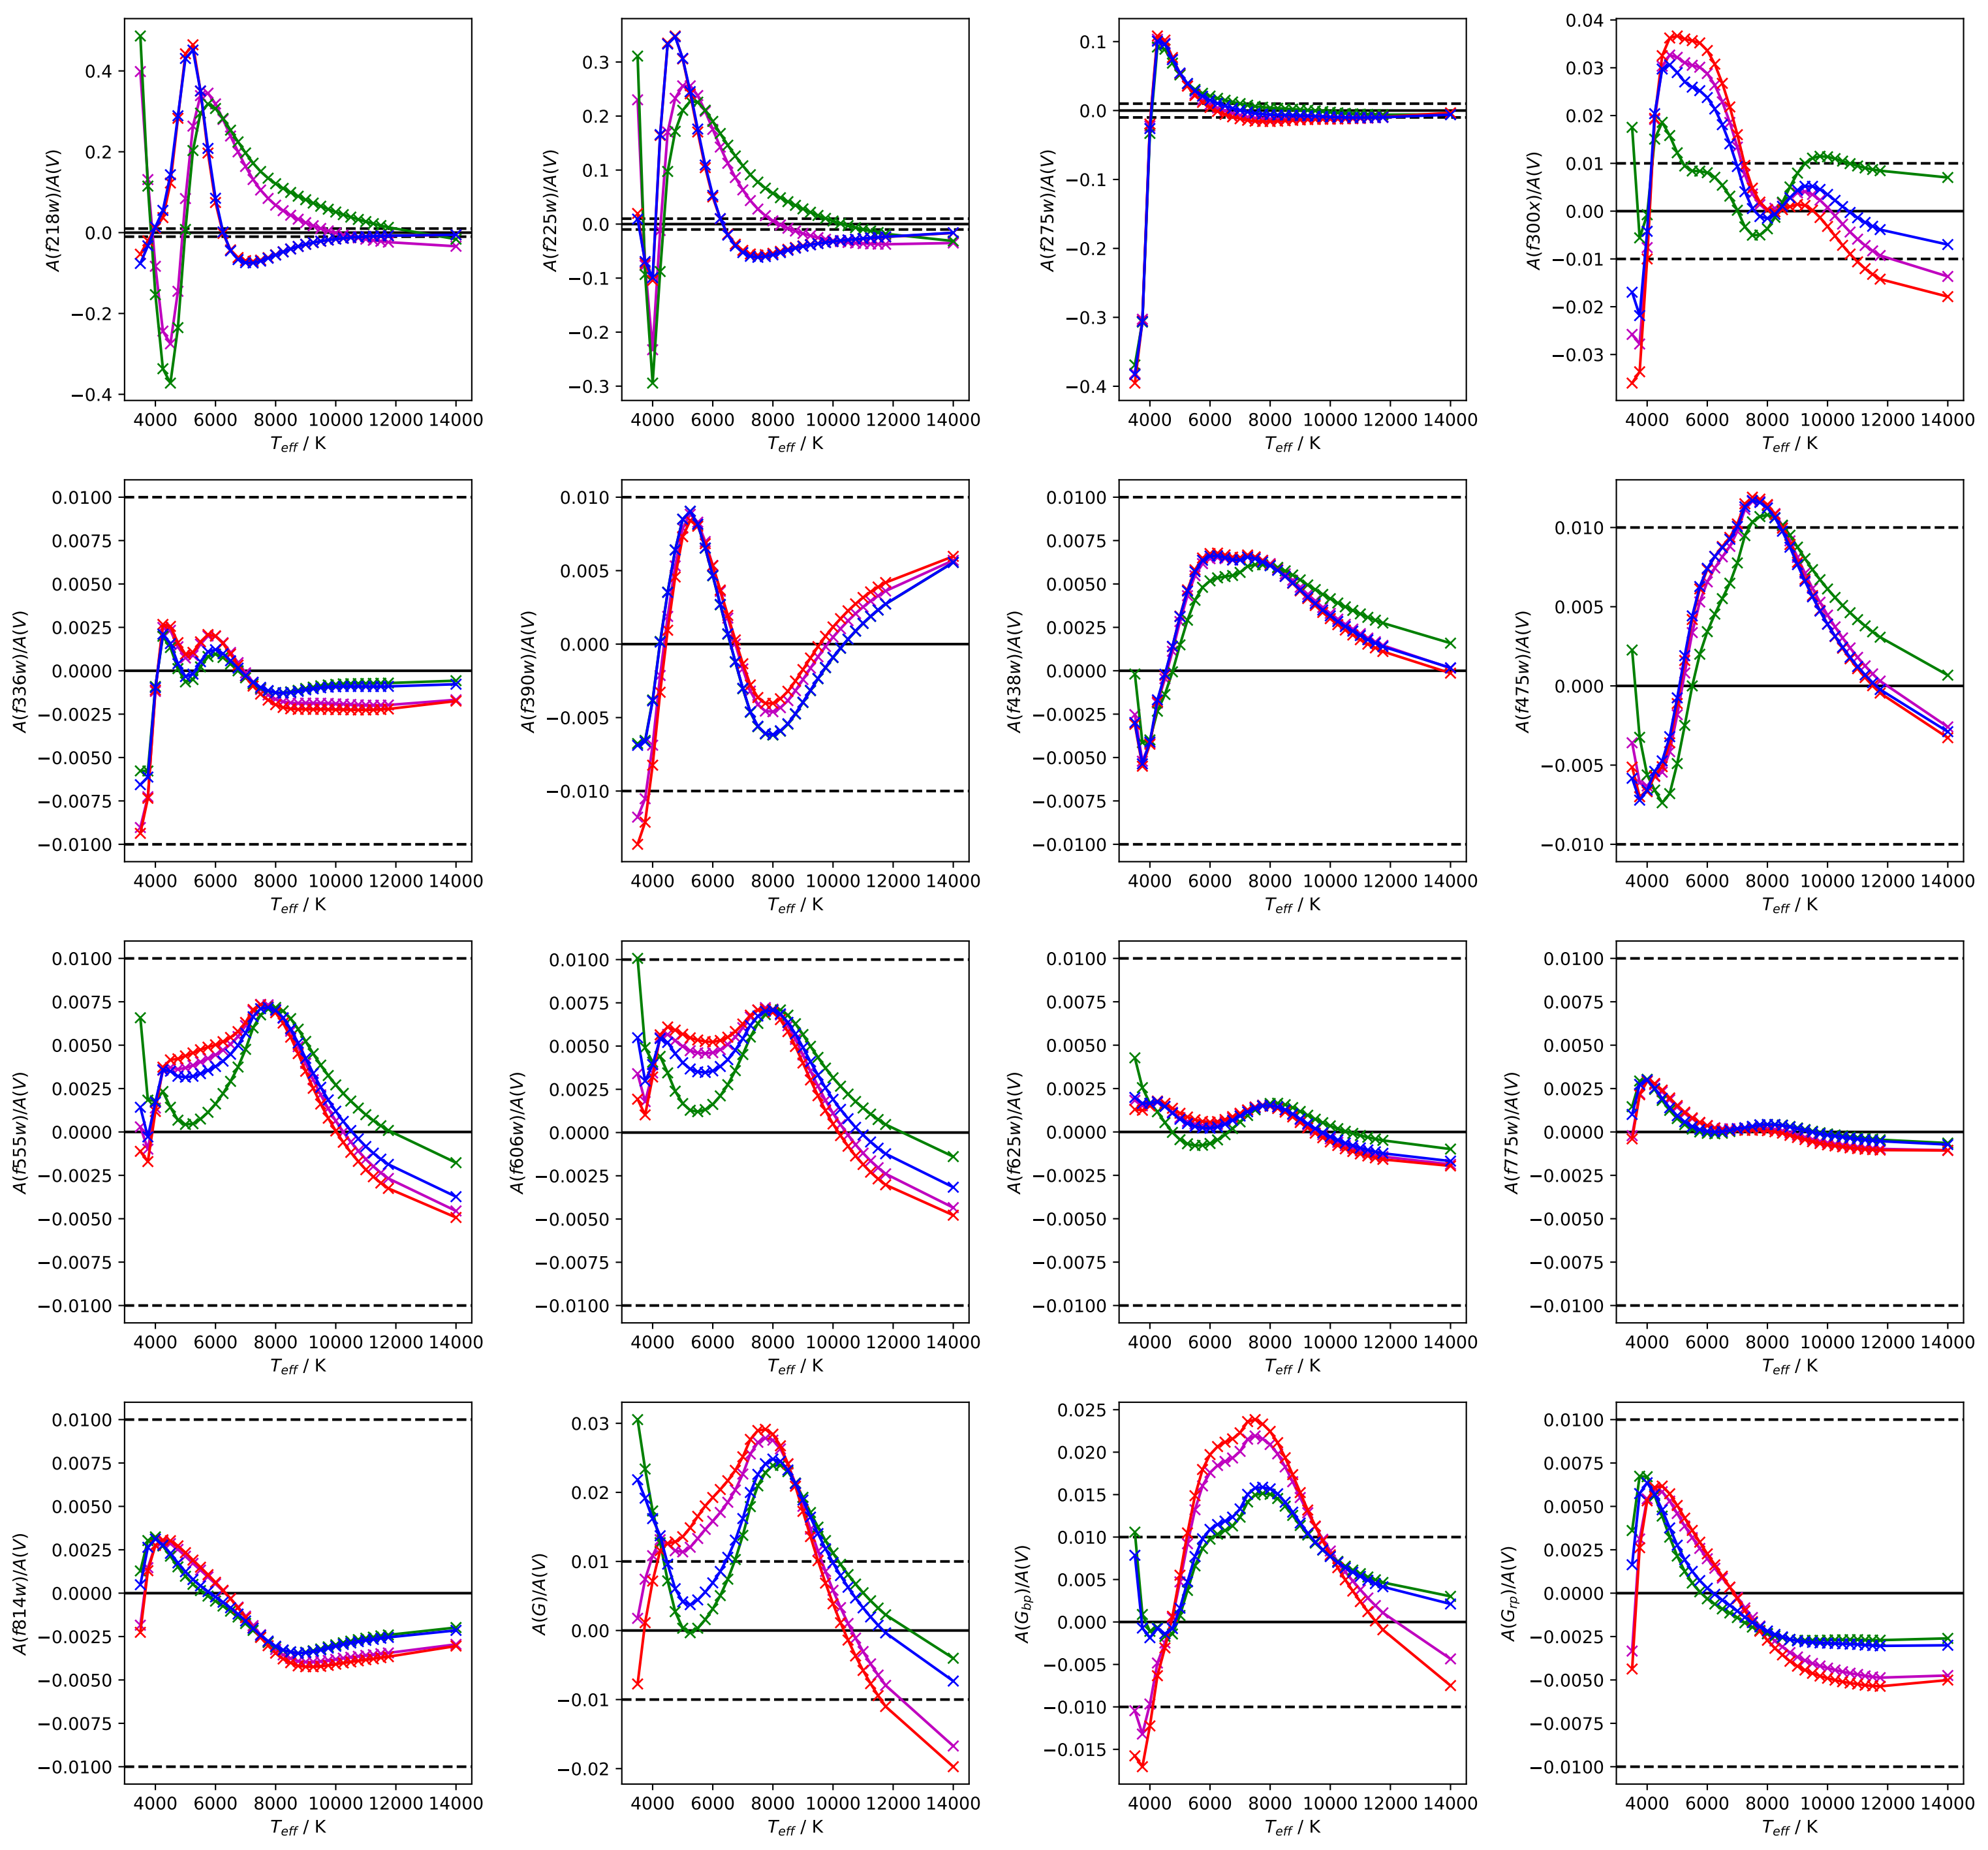 A(f218w)/A(V)
0.4
0.2
0.0
−0.2
−0.4
4000 6000 8000 10000 12000 14000
T_eff / K
A(f225w)/A(V)
0.3
0.2
0.1
0.0
−0.1
−0.2
−0.3
4000 6000 8000 10000 12000 14000
T_eff / K
A(f275w)/A(V)
0.1
0.0
−0.1
−0.2
−0.3
−0.4
4000 6000 8000 10000 12000 14000
T_eff / K
A(f300x)/A(V)
0.04
0.03
0.02
0.01
0.00
−0.01
−0.02
−0.03
4000 6000 8000 10000 12000 14000
T_eff / K
A(f336w)/A(V)
0.0100
0.0075
0.0050
0.0025
0.0000
−0.0025
−0.0050
−0.0075
−0.0100
4000 6000 8000 10000 12000 14000
T_eff / K
A(f390w)/A(V)
0.010
0.005
0.000
−0.005
−0.010
4000 6000 8000 10000 12000 14000
T_eff / K
A(f438w)/A(V)
0.0100
0.0075
0.0050
0.0025
0.0000
−0.0025
−0.0050
−0.0075
−0.0100
4000 6000 8000 10000 12000 14000
T_eff / K
A(f475w)/A(V)
0.010
0.005
0.000
−0.005
−0.010
4000 6000 8000 10000 12000 14000
T_eff / K
A(f555w)/A(V)
0.0100
0.0075
0.0050
0.0025
0.0000
−0.0025
−0.0050
−0.0075
−0.0100
4000 6000 8000 10000 12000 14000
T_eff / K
A(f606w)/A(V)
0.0100
0.0075
0.0050
0.0025
0.0000
−0.0025
−0.0050
−0.0075
−0.0100
4000 6000 8000 10000 12000 14000
T_eff / K
A(f625w)/A(V)
0.0100
0.0075
0.0050
0.0025
0.0000
−0.0025
−0.0050
−0.0075
−0.0100
4000 6000 8000 10000 12000 14000
T_eff / K
A(f775w)/A(V)
0.0100
0.0075
0.0050
0.0025
0.0000
−0.0025
−0.0050
−0.0075
−0.0100
4000 6000 8000 10000 12000 14000
T_eff / K
A(f814w)/A(V)
0.0100
0.0075
0.0050
0.0025
0.0000
−0.0025
−0.0050
−0.0075
−0.0100
4000 6000 8000 10000 12000 14000
T_eff / K
A(G)/A(V)
0.03
0.02
0.01
0.00
−0.01
−0.02
4000 6000 8000 10000 12000 14000
T_eff / K
A(G_bp)/A(V)
0.025
0.020
0.015
0.010
0.005
0.000
−0.005
−0.010
−0.015
4000 6000 8000 10000 12000 14000
T_eff / K
A(G_rp)/A(V)
0.0100
0.0075
0.0050
0.0025
0.0000
−0.0025
−0.0050
−0.0075
−0.0100
4000 6000 8000 10000 12000 14000
T_eff / K